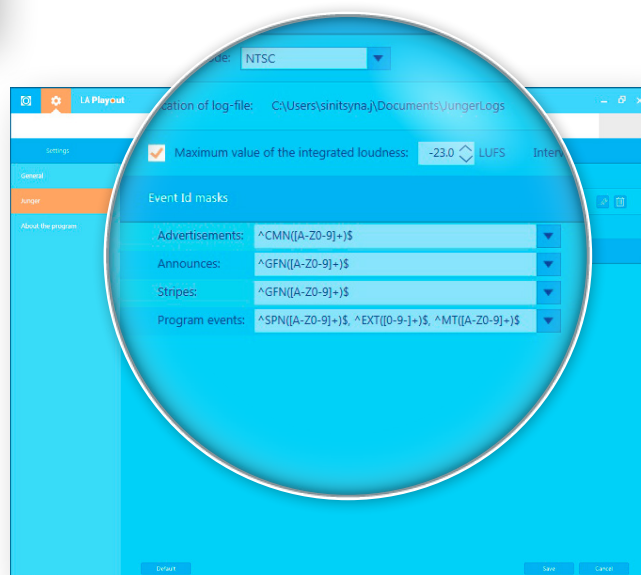 ode: NTSC
LA Playout
cation of log-file: C:\Users\sinitsyna.j\Documents\JungerLogs
Settings
Maximum value of the integrated loudness: -23.0 LUFS Interv
General
Junger
Event Id masks
About the program
Advertisements: ^CMN([A-Z0-9]+)$
Announces: ^GFN([A-Z0-9]+)$
Stripes: ^GFN([A-Z0-9]+)$
Program events: ^SPN([A-Z0-9]+)$, ^EXT([0-9-]+)$, ^MT([A-Z0-9]+)$
Default Save Cancel